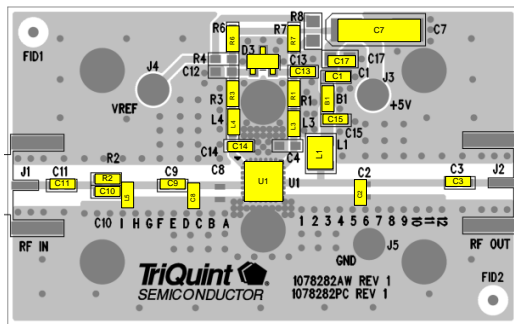 R8
R6 R6 R7 R7 C7 C7
FID1
D3
J4 R4 C17 C17
C12 C13 C13 C1 C1 J3
VREF R3 R3 R1 R1 B1 B1 +5V
L4 L4 L3 L3 C15 C15
C14 C14 C4 L1 L1
J1 R2 C8 J2
C11 C11 R2 C9 C9 U1 U1 C2 C3 C3
C10 L5 C8 C2
C10 I H G F E D C B A 1 2 3 4 5 6 7 8 9 10 11 12
RF IN J5 RF OUT
GND
TriQuint
SEMICONDUCTOR
1078282AW REV 1
1078282PC REV 1
FID2